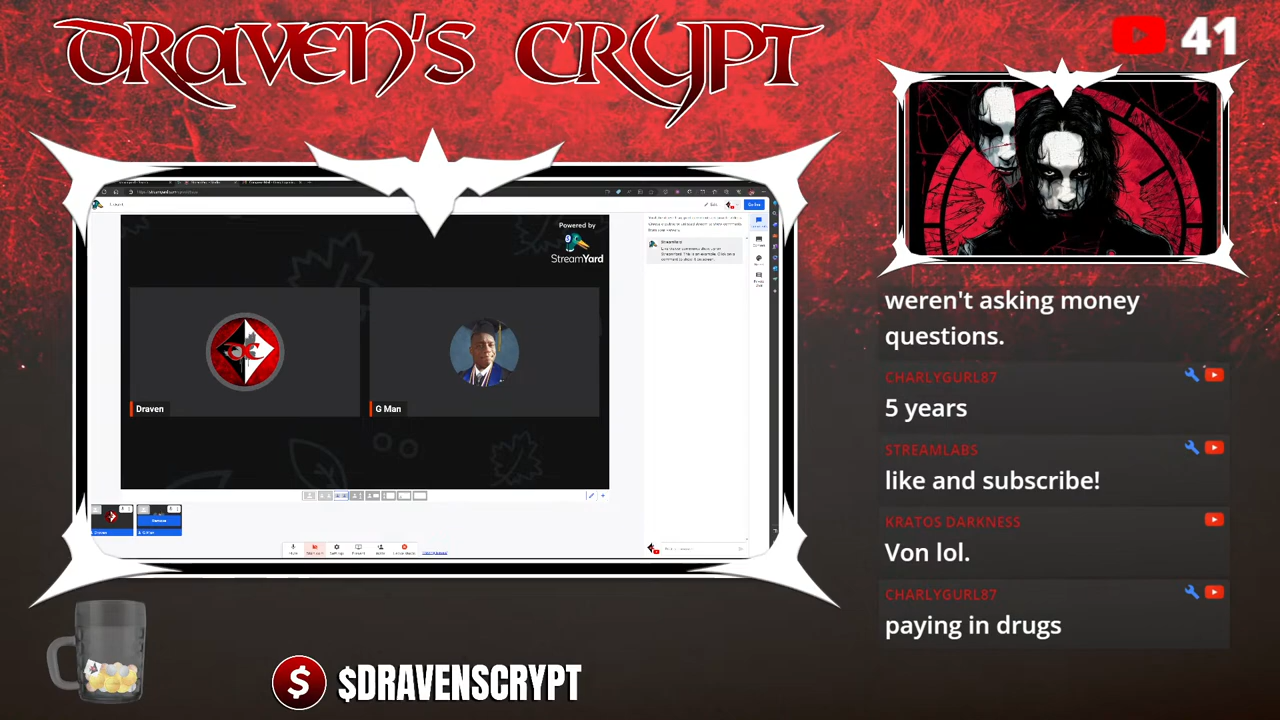 DRAVEN'S CRYPT
41
Powered by
StreamYard
Draven
G Man
weren't asking money
questions.
CHARLYGURL87
5 years
STREAMLABS
like and subscribe!
KRATOS DARKNESS
Von lol.
CHARLYGURL87
paying in drugs
$
$DRAVENSCRYPT